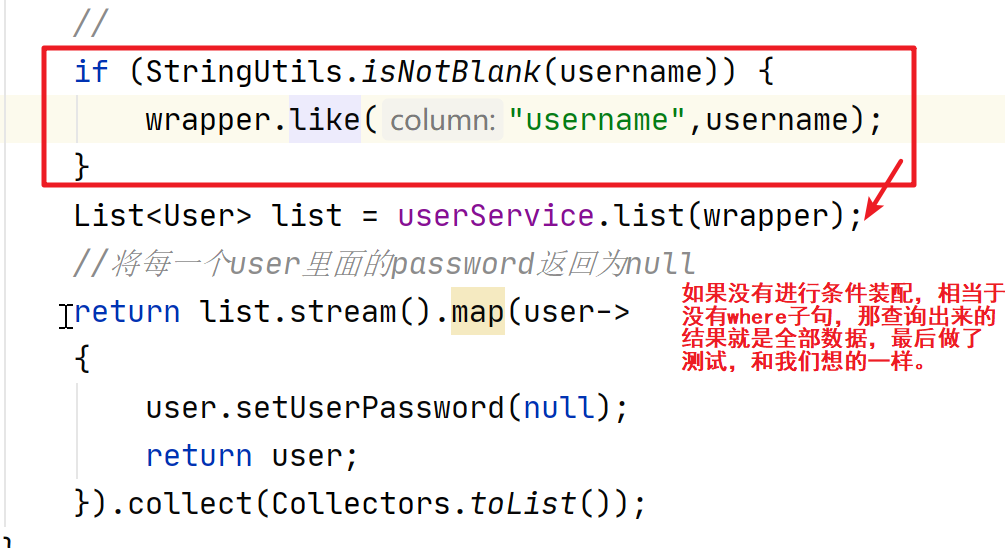 //
if (StringUtils.isNotBlank(username)) {
wrapper.like( column: "username",username);
}
List<User> list = userService.list(wrapper);
//将每一个user里面的password返回为null
return list.stream().map(user->
{
user.setUserPassword(null);
return user;
}).collect(Collectors.toList());
}
如果没有进行条件装配，相当于
没有where子句，那查询出来的
结果就是全部数据，最后做了
测试，和我们想的一样。